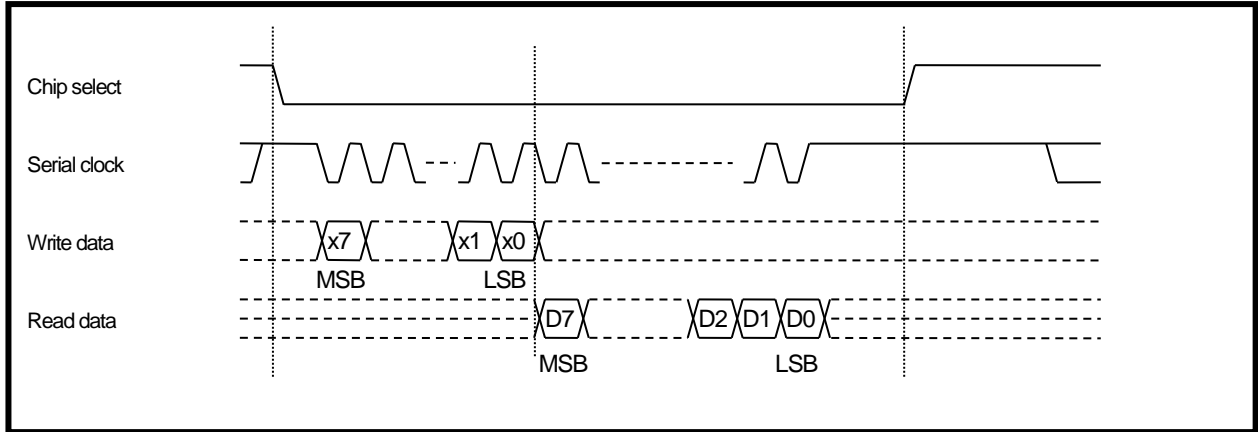 Chip select
Serial clock
Write data
x7 x1 x0
MSB LSB
Read data
D7 D2 D1 D0
MSB LSB